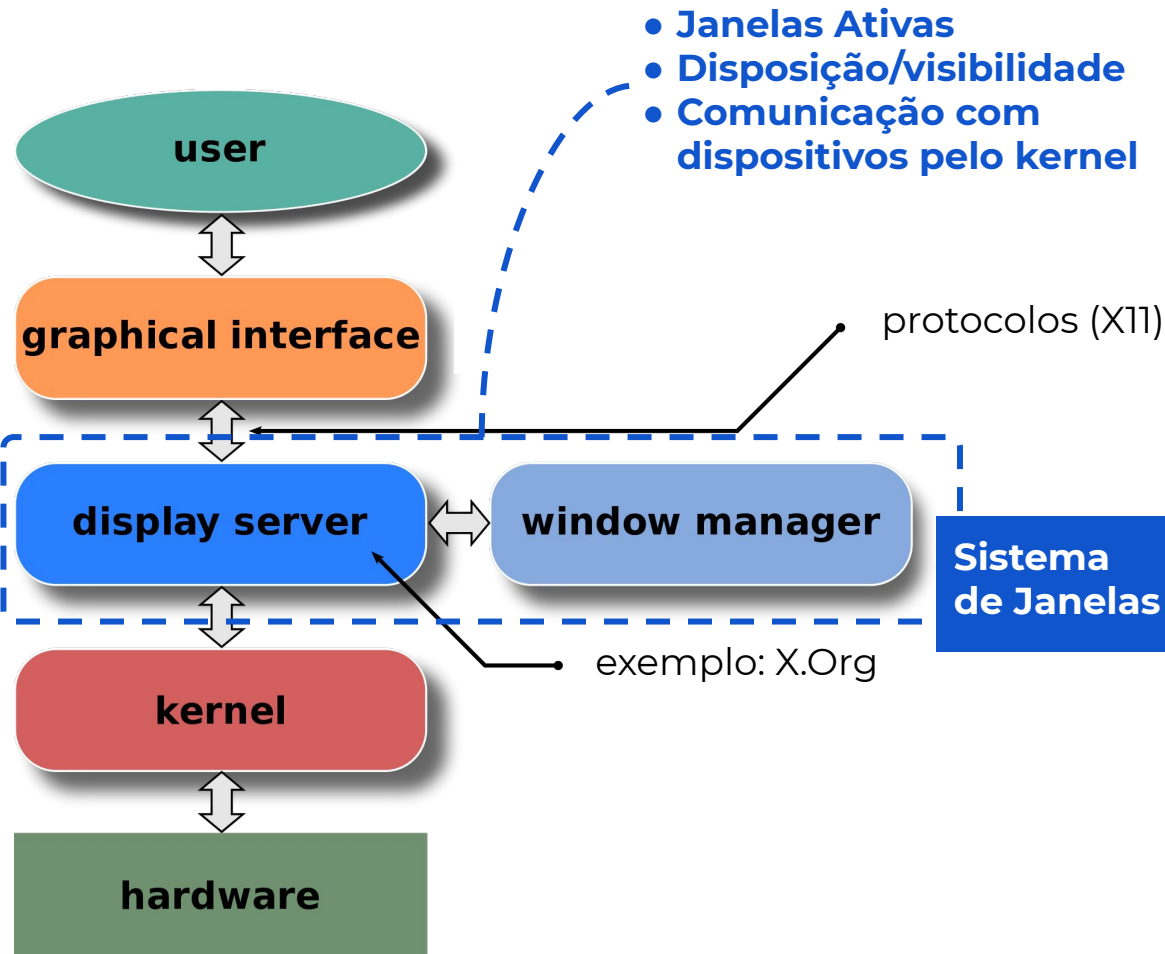 ● Janelas Ativas
● Disposição/visibilidade
● Comunicação com
dispositivos pelo kernel
user
graphical interface
protocolos (X11)
display server
window manager
Sistema
de Janelas
exemplo: X.Org
kernel
hardware